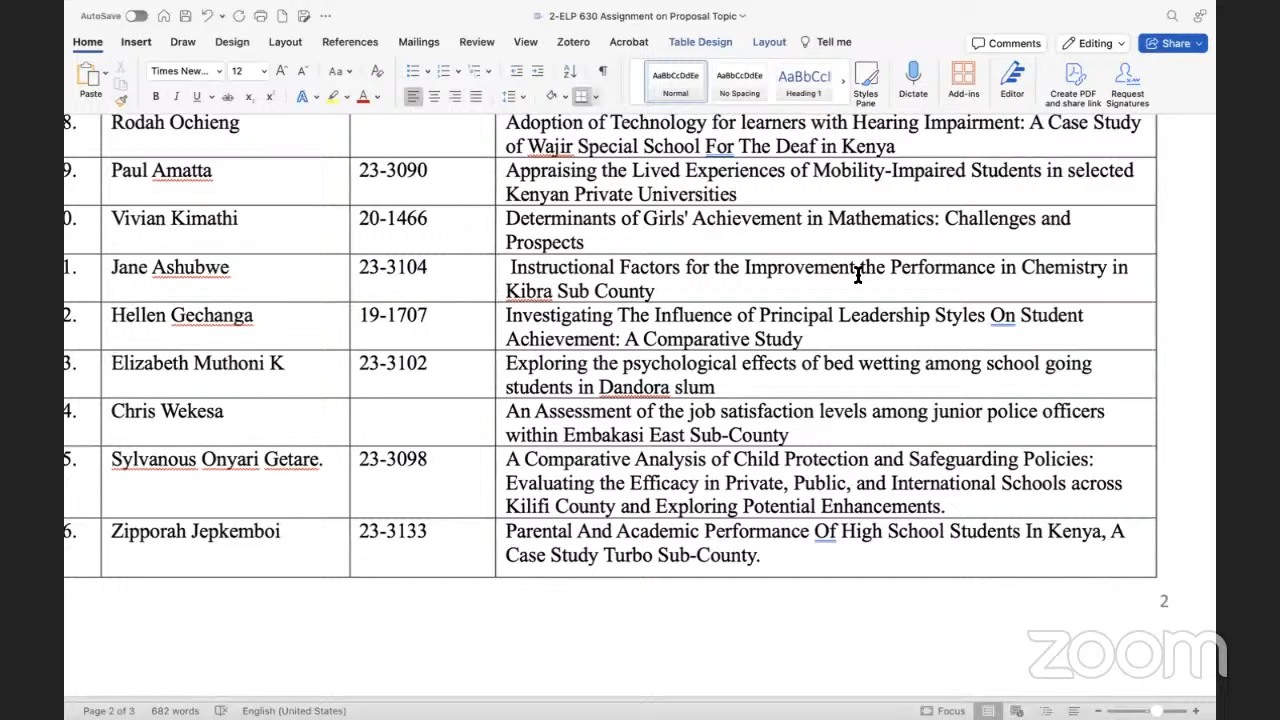 AutoSave
2-ELP 630 Assignment on Proposal Topic
Home Insert Draw Design Layout References Mailings Review View Zotero Acrobat Table Design Layout Tell me Comments Editing Share
Paste
Times New... 12
AaBbCcDdEe AaBbCcDdEe AaBbCcl
Normal No Spacing Heading 1
Styles Pane
Dictate
Add-ins
Editor
Create PDF and share link
Request Signatures
8. Rodah Ochieng Adoption of Technology for learners with Hearing Impairment: A Case Study
of Wajir Special School For The Deaf in Kenya
9. Paul Amatta 23-3090 Appraising the Lived Experiences of Mobility-Impaired Students in selected
Kenyan Private Universities
0. Vivian Kimathi 20-1466 Determinants of Girls' Achievement in Mathematics: Challenges and
Prospects
1. Jane Ashubwe 23-3104 Instructional Factors for the Improvement the Performance in Chemistry in
Kibra Sub County
2. Hellen Gechanga 19-1707 Investigating The Influence of Principal Leadership Styles On Student
Achievement: A Comparative Study
3. Elizabeth Muthoni K 23-3102 Exploring the psychological effects of bed wetting among school going
students in Dandora slum
4. Chris Wekesa An Assessment of the job satisfaction levels among junior police officers
within Embakasi East Sub-County
5. Sylvanous Onyari Getare. 23-3098 A Comparative Analysis of Child Protection and Safeguarding Policies:
Evaluating the Efficacy in Private, Public, and International Schools across
Kilifi County and Exploring Potential Enhancements.
6. Zipporah Jepkemboi 23-3133 Parental And Academic Performance Of High School Students In Kenya, A
Case Study Turbo Sub-County.
2
zoom
Page 2 of 3 682 words English (United States) Focus